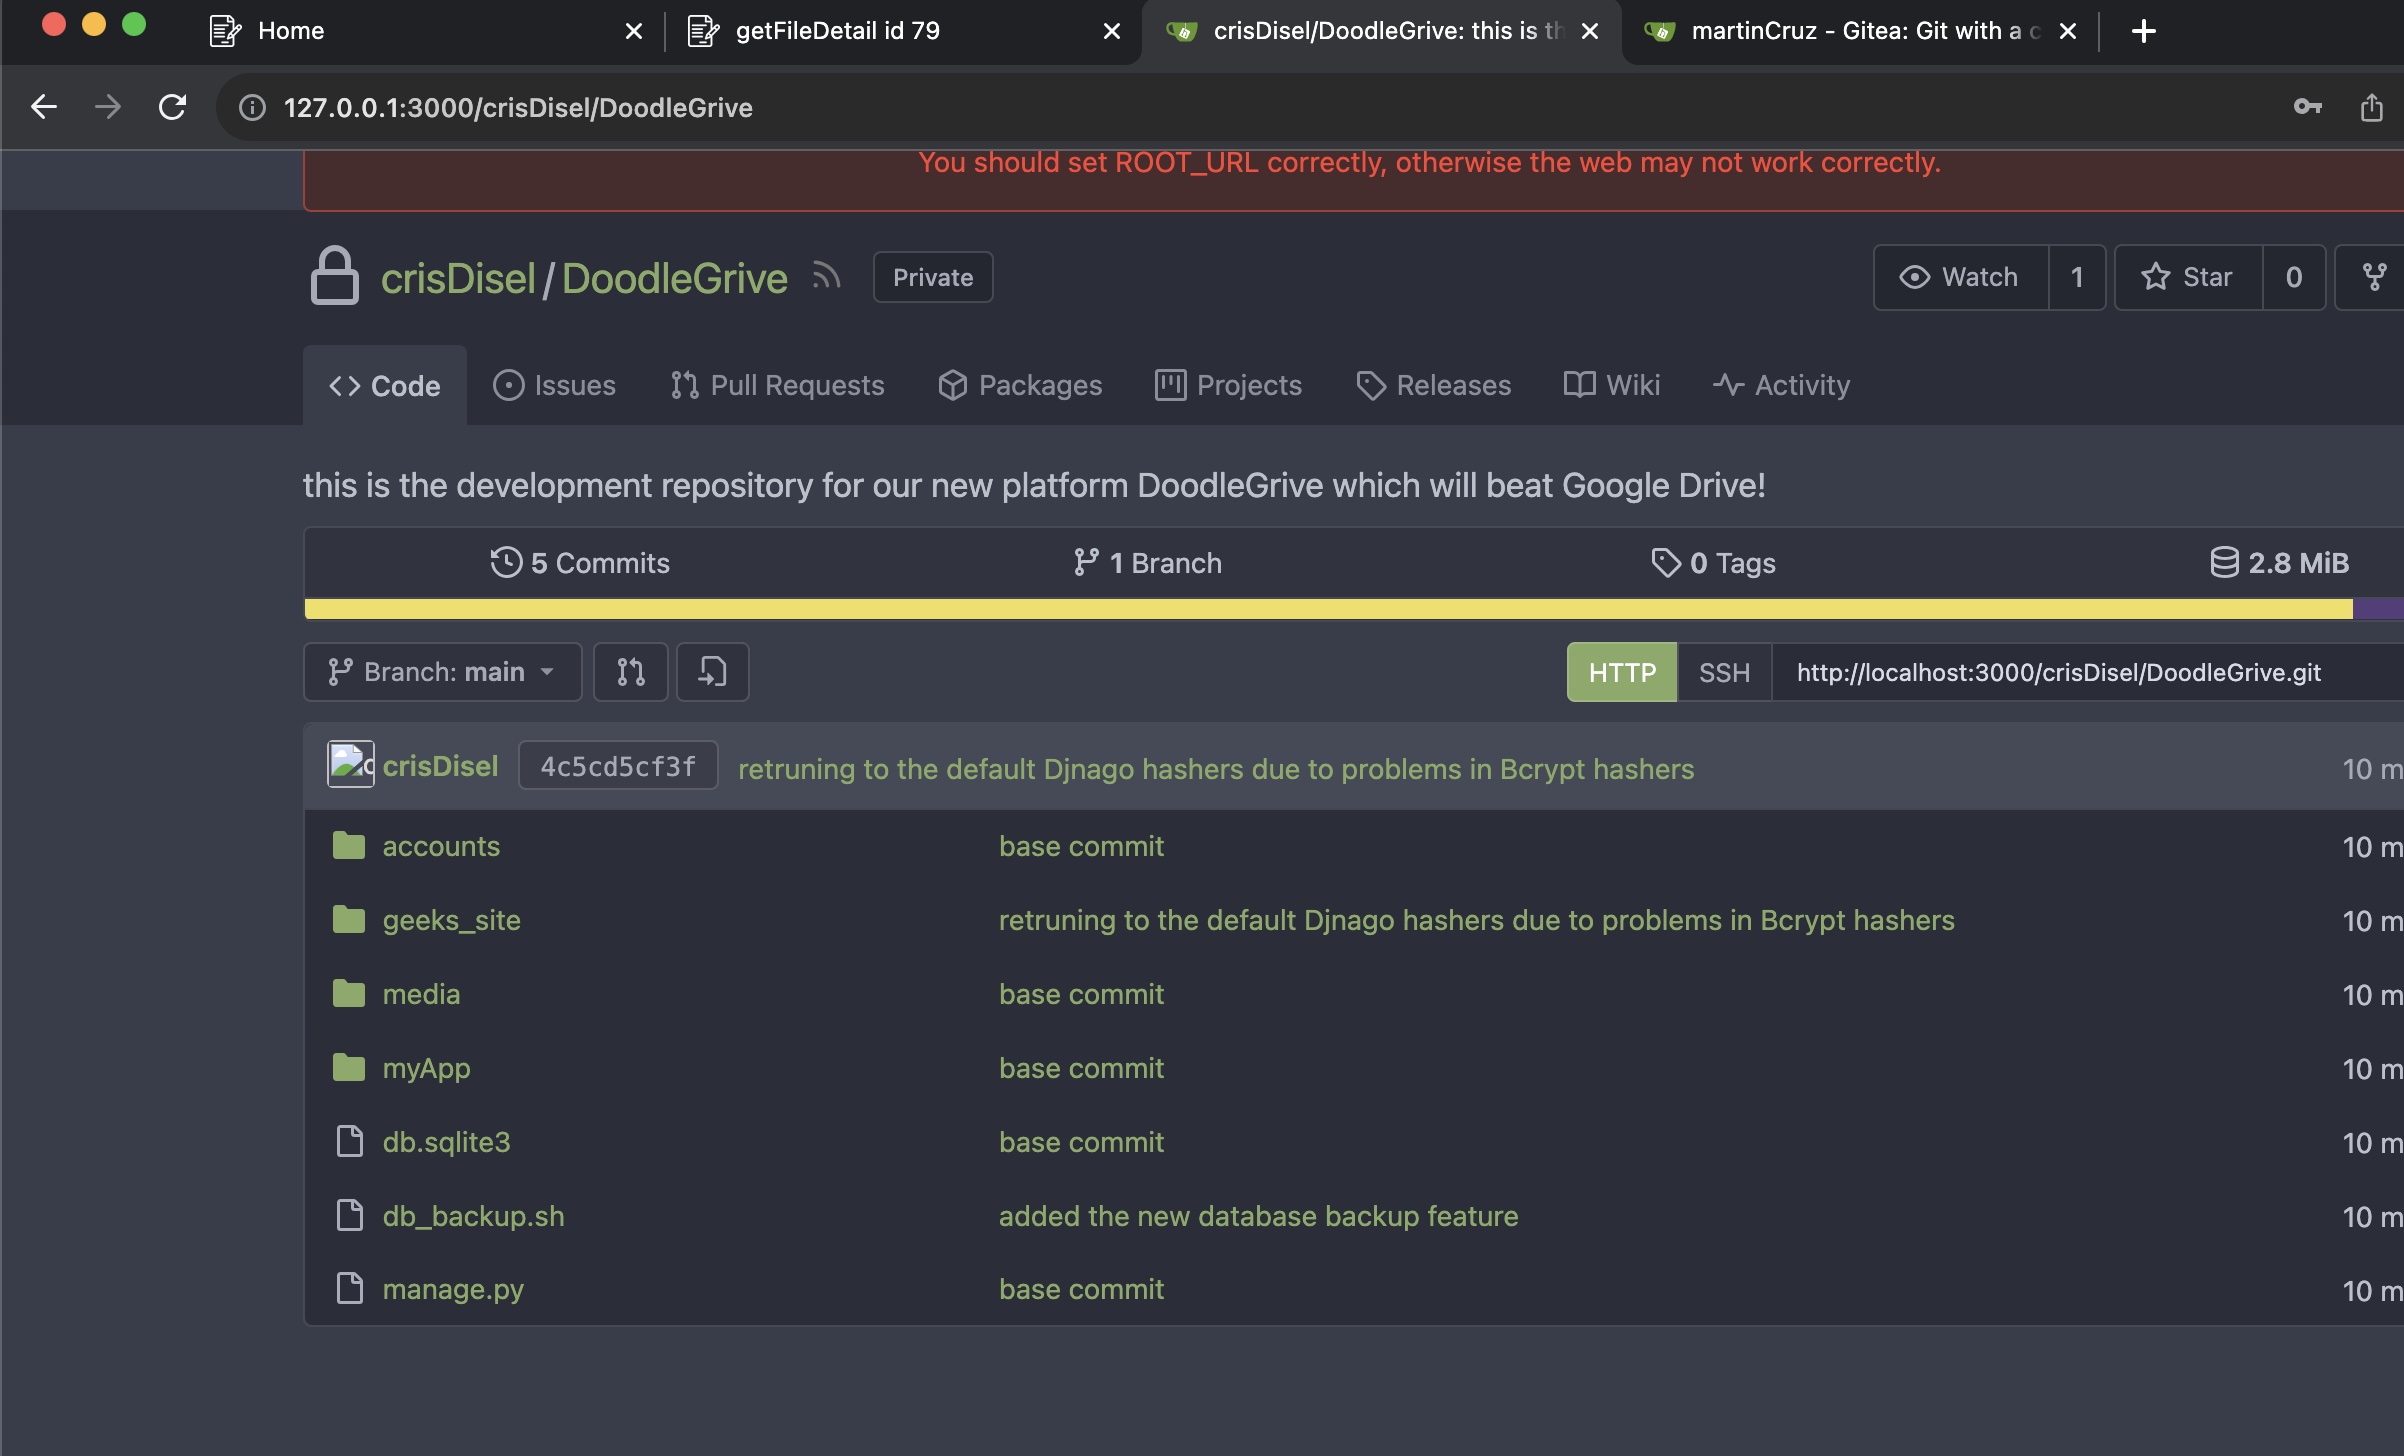 Home
getFileDetail id 79
crisDisel/DoodleGrive: this is th
martinCruz - Gitea: Git with a c
127.0.0.1:3000/crisDisel/DoodleGrive
You should set ROOT_URL correctly, otherwise the web may not work correctly.
crisDisel/DoodleGrive
Private
Watch 1
Star 0
Code
Issues
Pull Requests
Packages
Projects
Releases
Wiki
Activity
this is the development repository for our new platform DoodleGrive which will beat Google Drive!
5 Commits
1 Branch
0 Tags
2.8 MiB
Branch: main
HTTP
SSH
http://localhost:3000/crisDisel/DoodleGrive.git
crisDisel 4c5cd5cf3f retruning to the default Djnago hashers due to problems in Bcrypt hashers 10 m
accounts base commit 10 m
geeks_site retruning to the default Djnago hashers due to problems in Bcrypt hashers 10 m
media base commit 10 m
myApp base commit 10 m
db.sqlite3 base commit 10 m
db_backup.sh added the new database backup feature 10 m
manage.py base commit 10 m